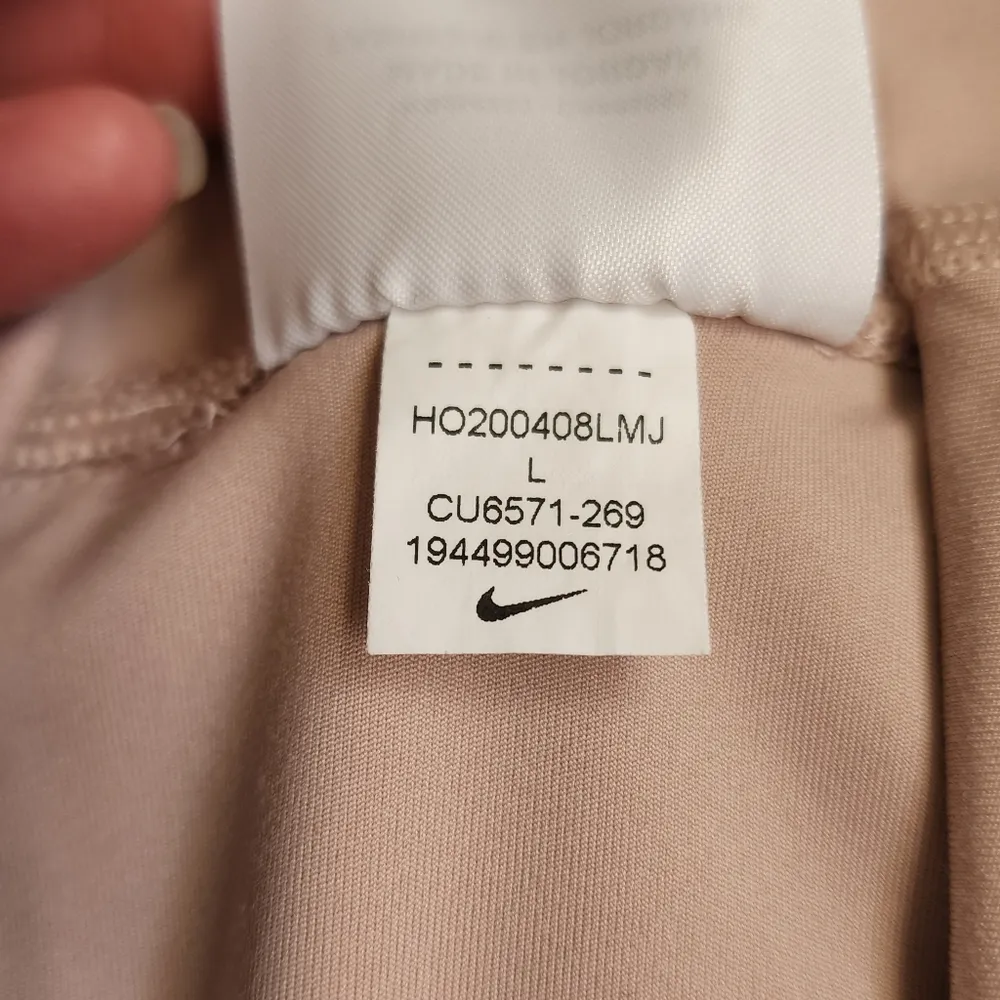 --------
HO200408LMJ
L
CU6571-269
194499006718